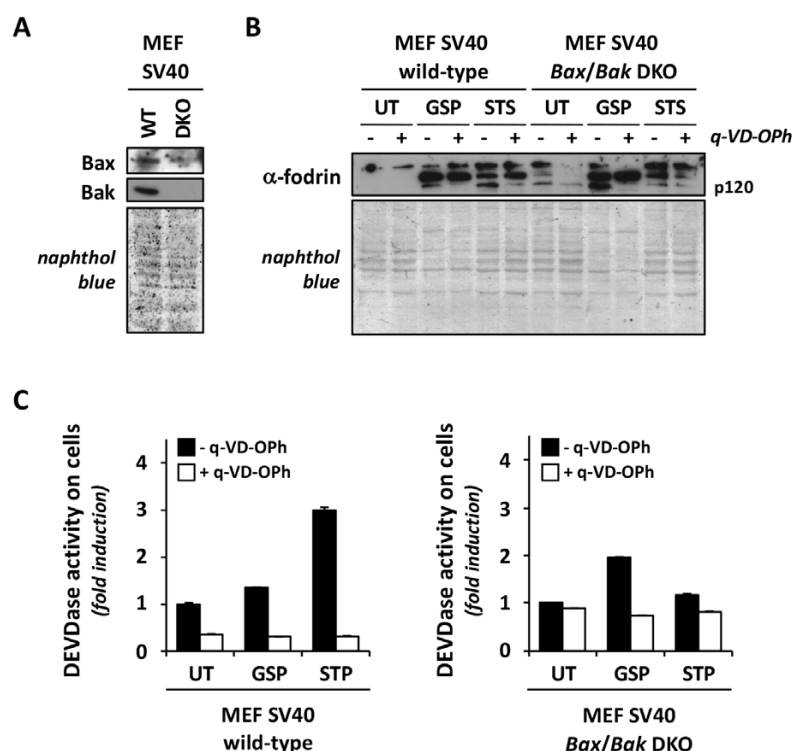 A
MEF
SV40
WT DKO
Bax
Bak
naphthol
blue
B
MEF SV40 MEF SV40
wild-type Bax/Bak DKO
UT GSP STS UT GSP STS
- + - + - + - + - + - + q-VD-OPh
α-fodrin
p120
naphthol
blue
C
DEVDase activity on cells
(fold induction)
4
3
2
1
0
- q-VD-OPh
+ q-VD-OPh
UT GSP STP
MEF SV40
wild-type
DEVDase activity on cells
(fold induction)
4
3
2
1
0
- q-VD-OPh
+ q-VD-OPh
UT GSP STP
MEF SV40
Bax/Bak DKO